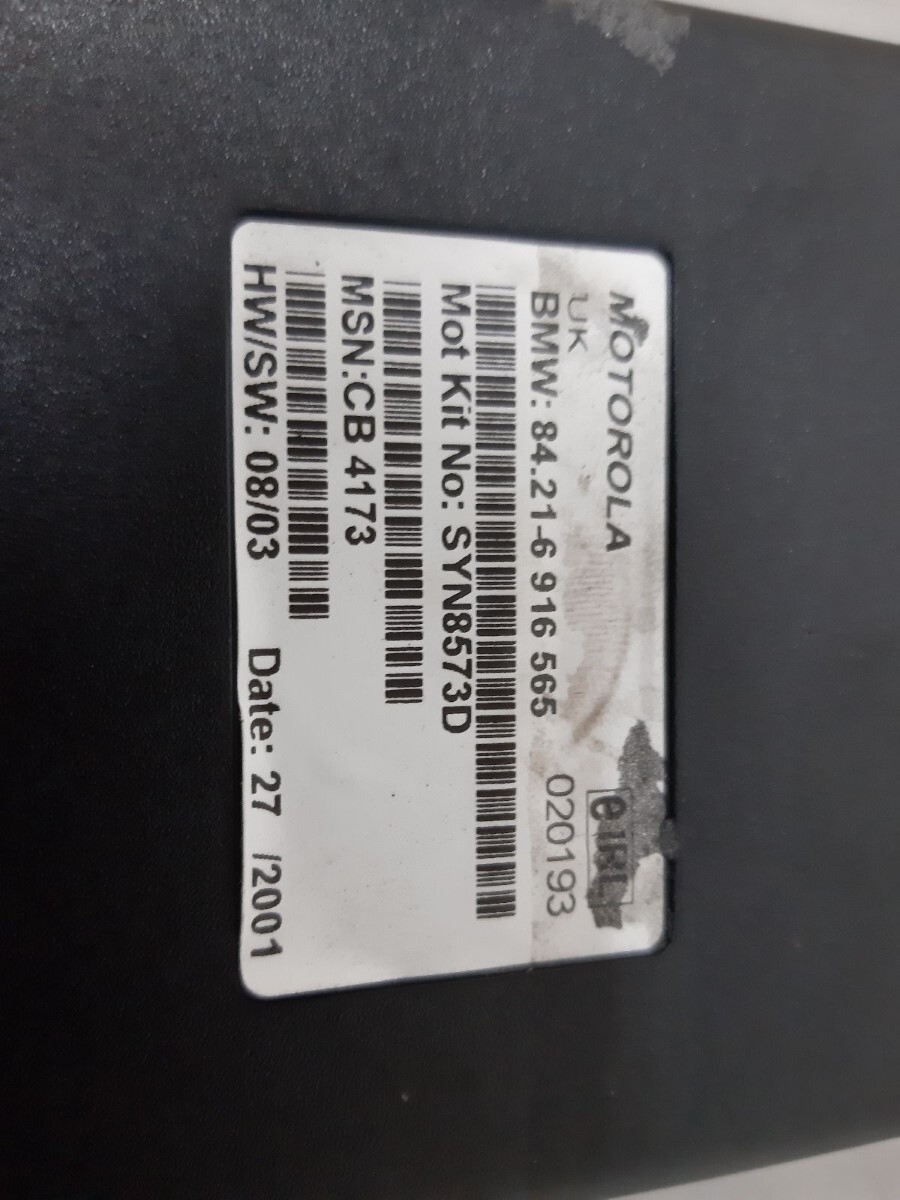 MOTOROLA
e IRL
UK
020193
BMW: 84.21-6 916 565
Mot Kit No: SYN8573D
MSN:CB 4173
HW/SW: 08/03 Date: 27 /2001